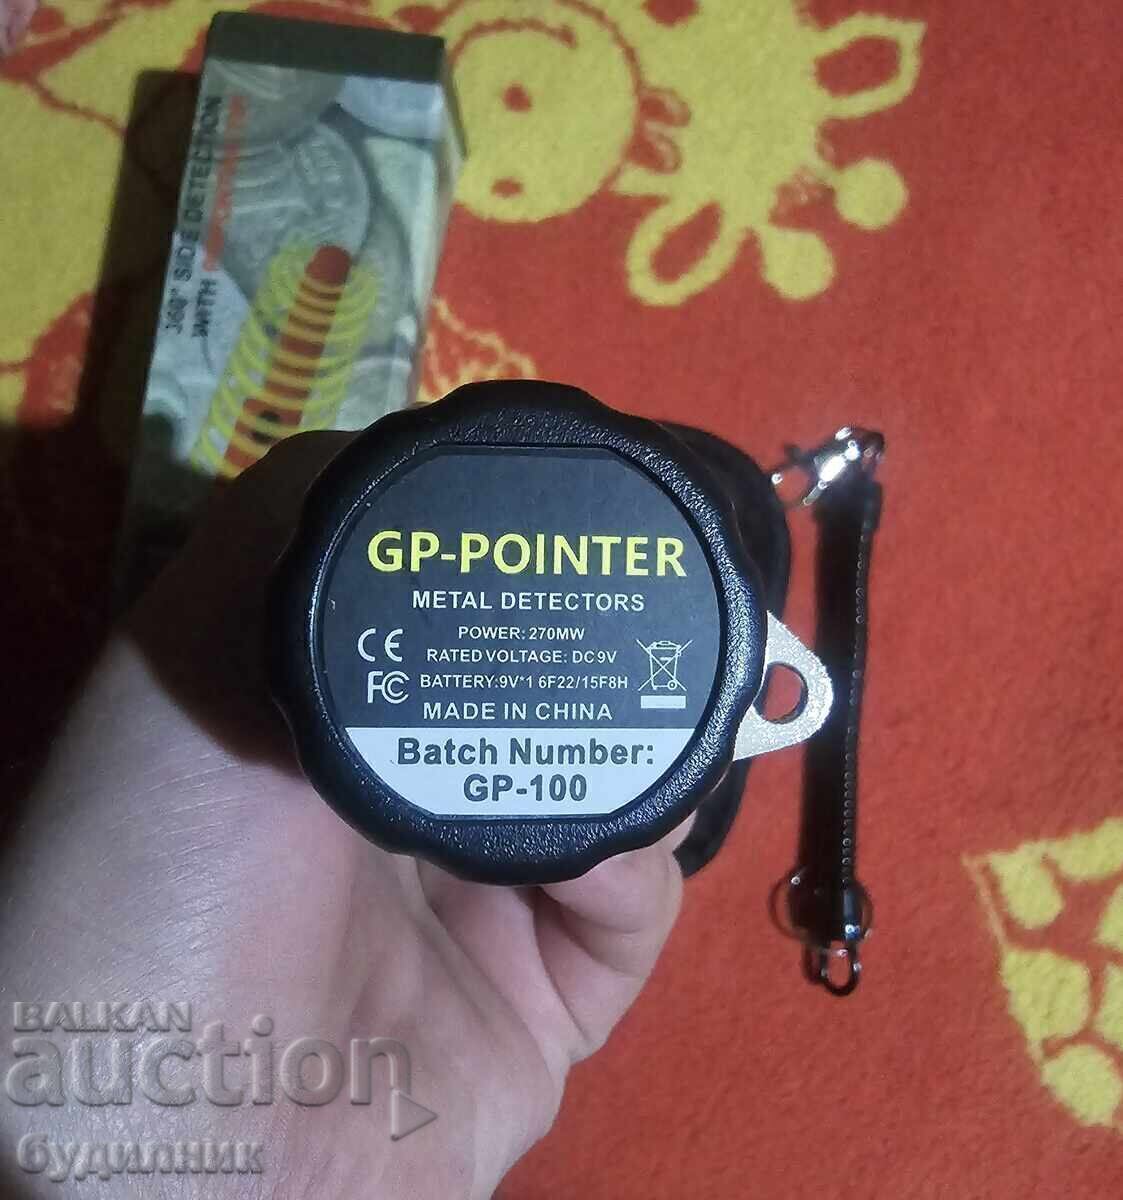 360° SIDE DETECTION
WITH
GP-POINTER
METAL DETECTORS
POWER: 270MW
RATED VOLTAGE: DC 9V
BATTERY:9V*1 6F22/15F8H
MADE IN CHINA
CE
FC
Batch Number:
GP-100
BALKAN
auction
будилник